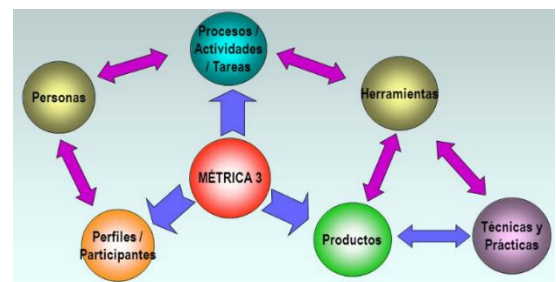 Procesos /
Actividades
/ Tareas
Personas
Herramientas
MÉTRICA 3
Perfiles /
Participantes
Productos
Técnicas y
Prácticas